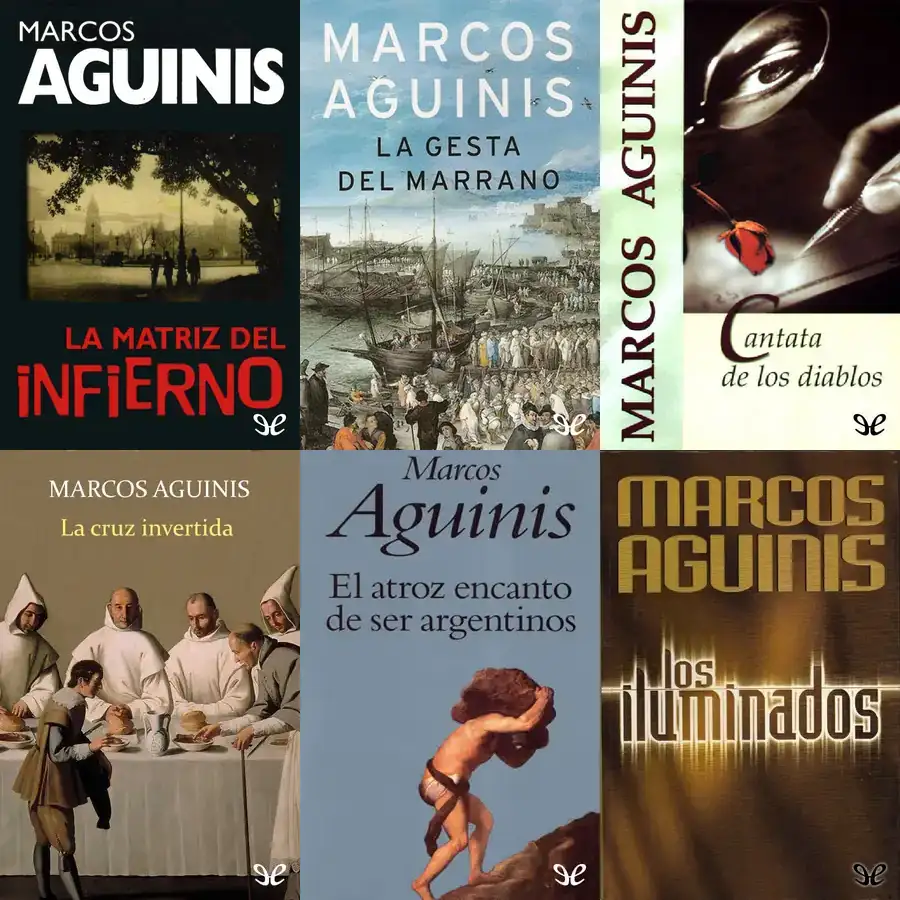 MARCOS
AGUINIS
LA MATRIZ DEL
INFIERNO
MARCOS
AGUINIS
LA GESTA
DEL MARRANO
MARCOS AGUINIS
Cantata
de los diablos
MARCOS AGUINIS
La cruz invertida
Marcos
Aguinis
El atroz encanto
de ser argentinos
MARCOS
AGUINIS
los
iluminados